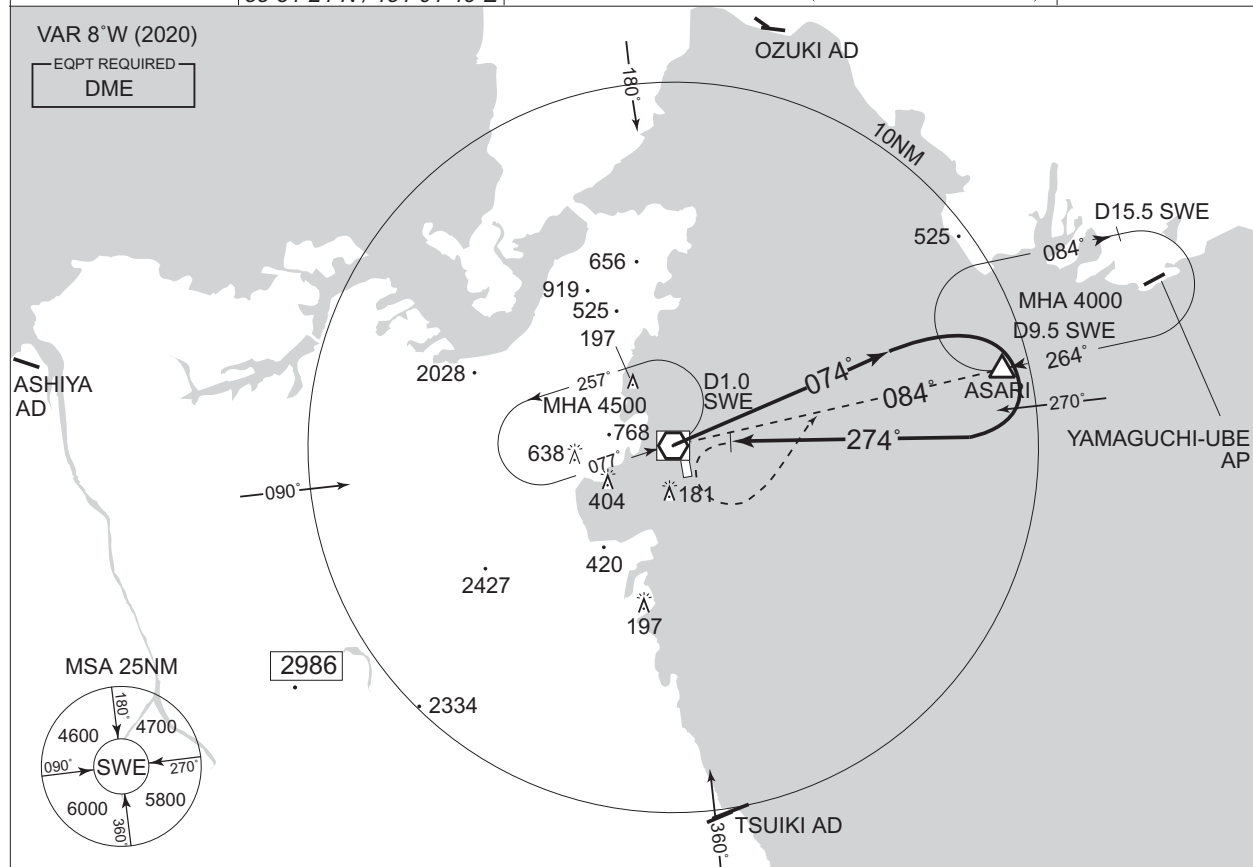 VAR 8°W (2020)
EQPT REQUIRED
DME
OZUKI AD
180°
10NM
D15.5 SWE
084°
525
656
919
525
197
MHA 4000
D9.5 SWE
264°
ASHIYA
AD
2028
257°
MHA 4500
D1.0
SWE
074°
084°
ASARI
270°
768
638
077°
274°
YAMAGUCHI-UBE
AP
090°
404
181
420
2427
197
MSA 25NM
2986
2334
180°
4600
4700
090°
SWE
270°
6000
5800
360°
TSUIKI AD
360°